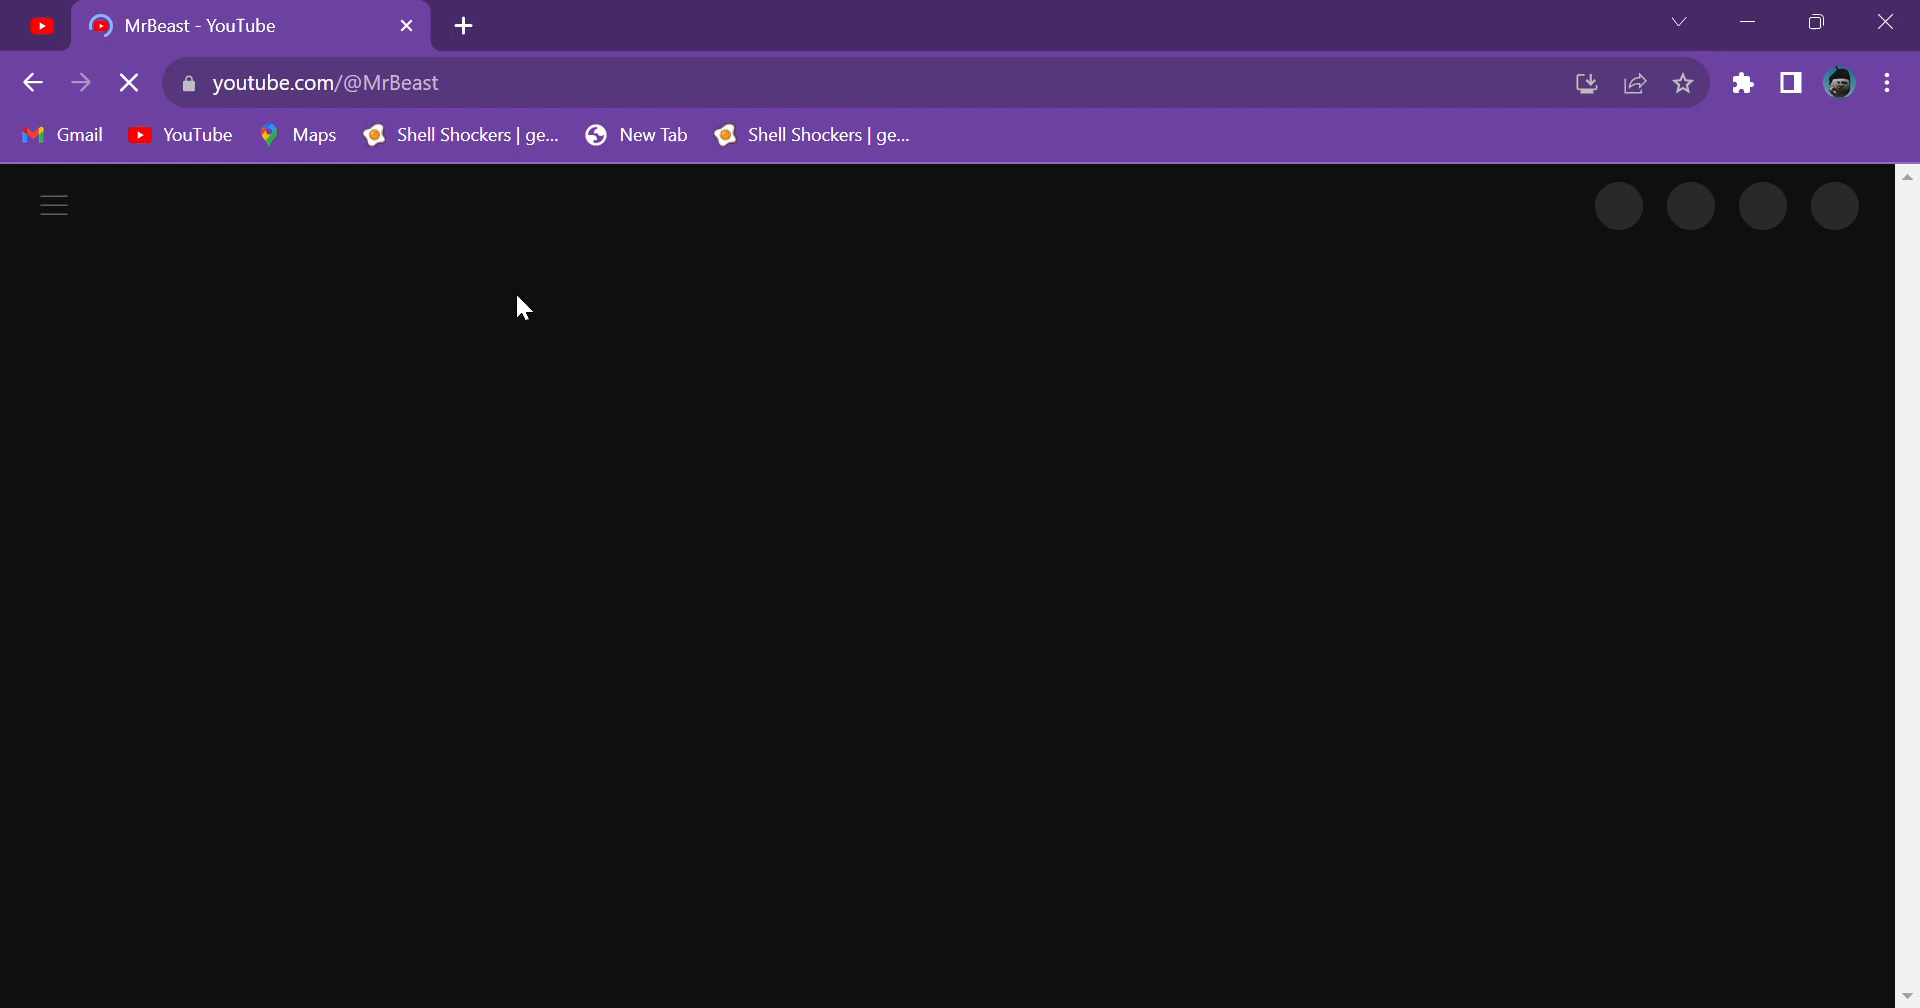 MrBeast - YouTube
youtube.com/@MrBeast
Gmail YouTube Maps Shell Shockers | ge... New Tab Shell Shockers | ge...